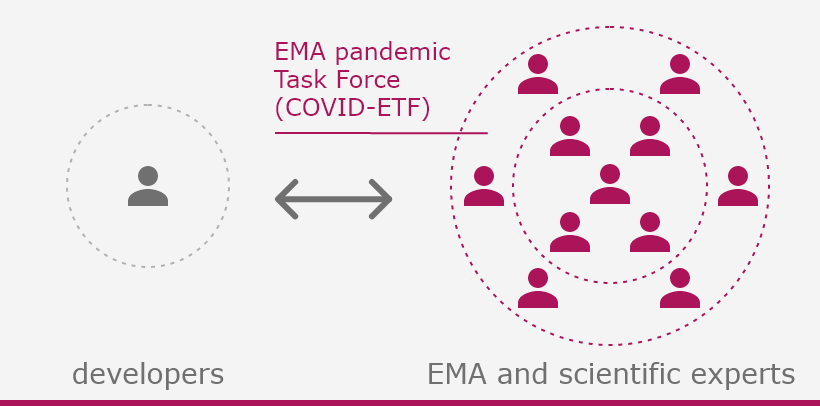 EMA pandemic
Task Force
(COVID-ETF)
developers
EMA and scientific experts